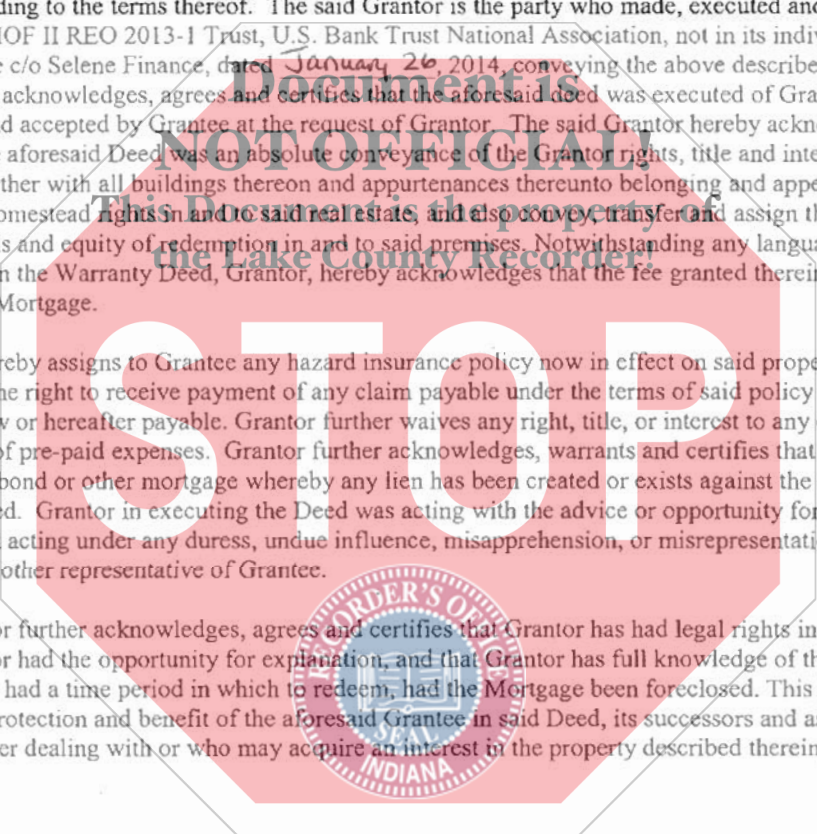 ding to the terms thereof. The said Grantor is the party who made, executed and
IOF II REO 2013-1 Trust, U.S. Bank Trust National Association, not in its indiv
c/o Selene Finance, dated January 26, 2014, conveying the above describe
acknowledges, agrees and certifies that the aforesaid deed was executed of Gra
d accepted by Grantee at the request of Grantor. The said Grantor hereby ackn
aforesaid Deed was an absolute conveyance of the Grantor rights, title and inte
ther with all buildings thereon and appurtenances thereunto belonging and appe
omestead rights in and to said real estate, and also convey, transfer and assign th
s and equity of redemption in and to said premises. Notwithstanding any langua
n the Warranty Deed, Grantor, hereby acknowledges that the fee granted therein
Mortgage.
reby assigns to Grantee any hazard insurance policy now in effect on said prope
he right to receive payment of any claim payable under the terms of said policy
w or hereafter payable. Grantor further waives any right, title, or interest to any
of pre-paid expenses. Grantor further acknowledges, warrants and certifies that
bond or other mortgage whereby any lien has been created or exists against the
ed. Grantor in executing the Deed was acting with the advice or opportunity for
acting under any duress, undue influence, misapprehension, or misrepresentati
other representative of Grantee.
or further acknowledges, agrees and certifies that Grantor has had legal rights in
or had the opportunity for explanation, and that Grantor has full knowledge of th
had a time period in which to redeem, had the Mortgage been foreclosed. This
rotection and benefit of the aforesaid Grantee in said Deed, its successors and a
er dealing with or who may acquire an interest in the property described therein
Document is
NOT OFFICIAL!
This Document is the property of
the Lake County Recorder!
STOP
RECORDER'S OFFICE
SEAL
INDIANA